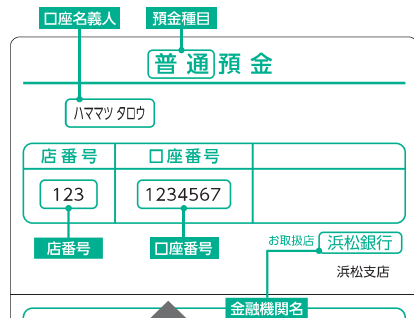 口座名義人 預金種目
普通預金
ハママツ タロウ
店番号 口座番号
123 1234567
店番号 口座番号
お取扱店 浜松銀行
浜松支店
金融機関名